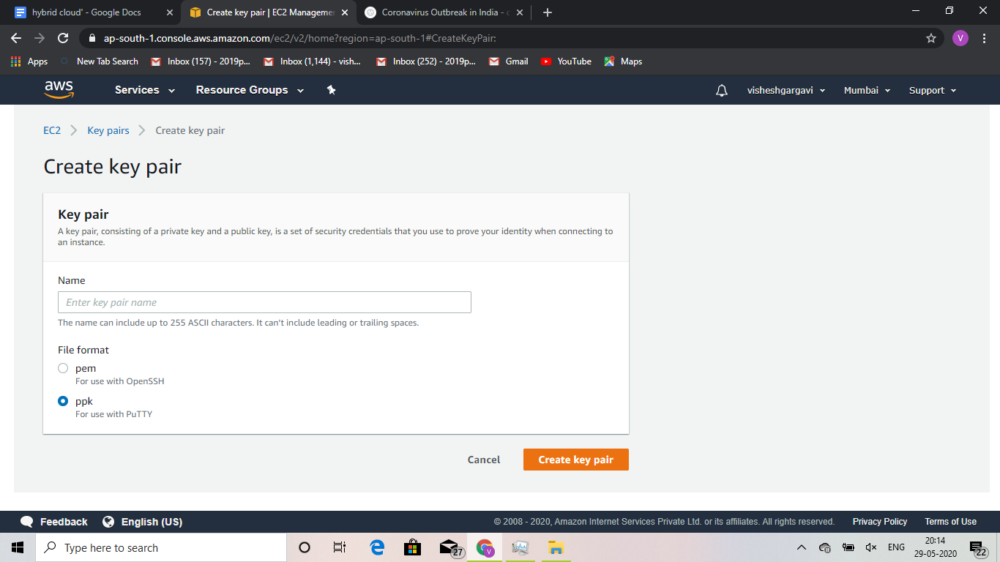 hybrid cloud' - Google Docs
Create key pair | EC2 Manageme
Coronavirus Outbreak in India -
ap-south-1.console.aws.amazon.com/ec2/v2/home?region=ap-south-1#CreateKeyPair:
V
Apps
New Tab Search
Inbox (157) - 2019p...
Inbox (1,144) - vish...
Inbox (252) - 2019p...
Gmail
YouTube
Maps
aws
Services
Resource Groups
visheshgargavi
Mumbai
Support
EC2
Key pairs
Create key pair
Create key pair
Key pair
A key pair, consisting of a private key and a public key, is a set of security credentials that you use to prove your identity when connecting to
an instance.
Name
Enter key pair name
The name can include up to 255 ASCII characters. It can't include leading or trailing spaces.
File format
pem
For use with OpenSSH
ppk
For use with PuTTY
Cancel
Create key pair
Feedback
English (US)
© 2008 - 2020, Amazon Internet Services Private Ltd. or its affiliates. All rights reserved.
Privacy Policy
Terms of Use
Type here to search
27
V
ENG
20:14
29-05-2020
22